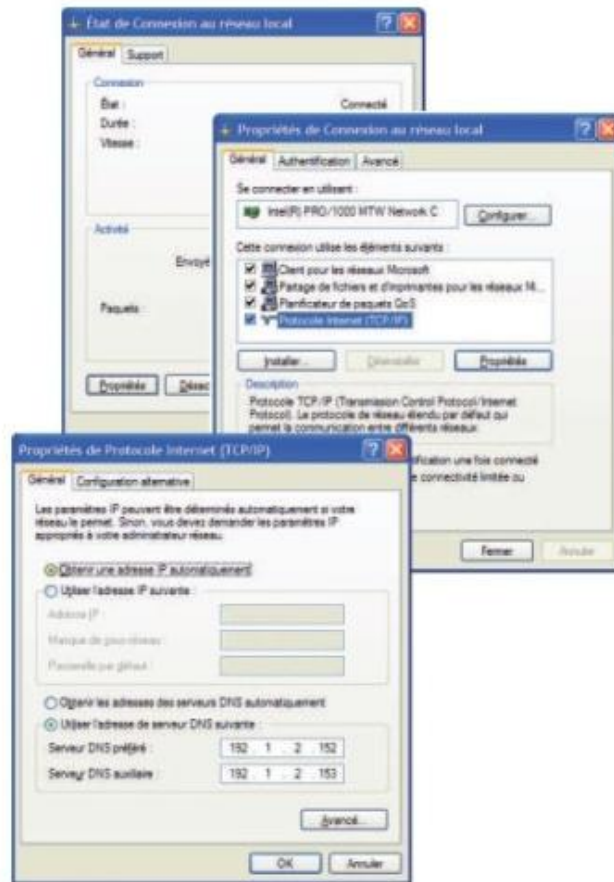 État de Connexion au réseau local
Général Support
Connexion
État : Connecté
Durée :
Vitesse :
Activité
Envoyé
Paquets :
Propriétés Désac
Propriétés de Connexion au réseau local
Général Authentification Avancé
Se connecter en utilisant :
Intel(R) PRO/1000 MTW Network C Configurer...
Cette connexion utilise les éléments suivants :
Client pour les réseaux Microsoft
Partage de fichiers et d'imprimantes pour les réseaux M...
Planificateur de paquets QoS
Protocole Internet (TCP/IP)
Installer... Désinstaller Propriétés
Description
Protocole TCP/IP (Transmission Control Protocol/Internet
Protocol). Le protocole de réseau étendu par défaut qui
permet la communication entre différents réseaux
ification une fois connecté
e connectivité limitée ou
Fermer Annuler
Propriétés de Protocole Internet (TCP/IP)
Général Configuration alternative
Les paramètres IP peuvent être déterminés automatiquement si votre
réseau le permet. Sinon, vous devez demander les paramètres IP
appropriés à votre administrateur réseau.
Obtenir une adresse IP automatiquement
Utiliser l'adresse IP suivante :
Adresse IP :
Masque de sous-réseau :
Passerelle par défaut :
Obtenir les adresses des serveurs DNS automatiquement
Utiliser l'adresse de serveur DNS suivante :
Serveur DNS préféré : 192 . 1 . 2 . 152
Serveur DNS auxiliaire : 192 . 1 . 2 . 153
Avancé...
OK Annuler